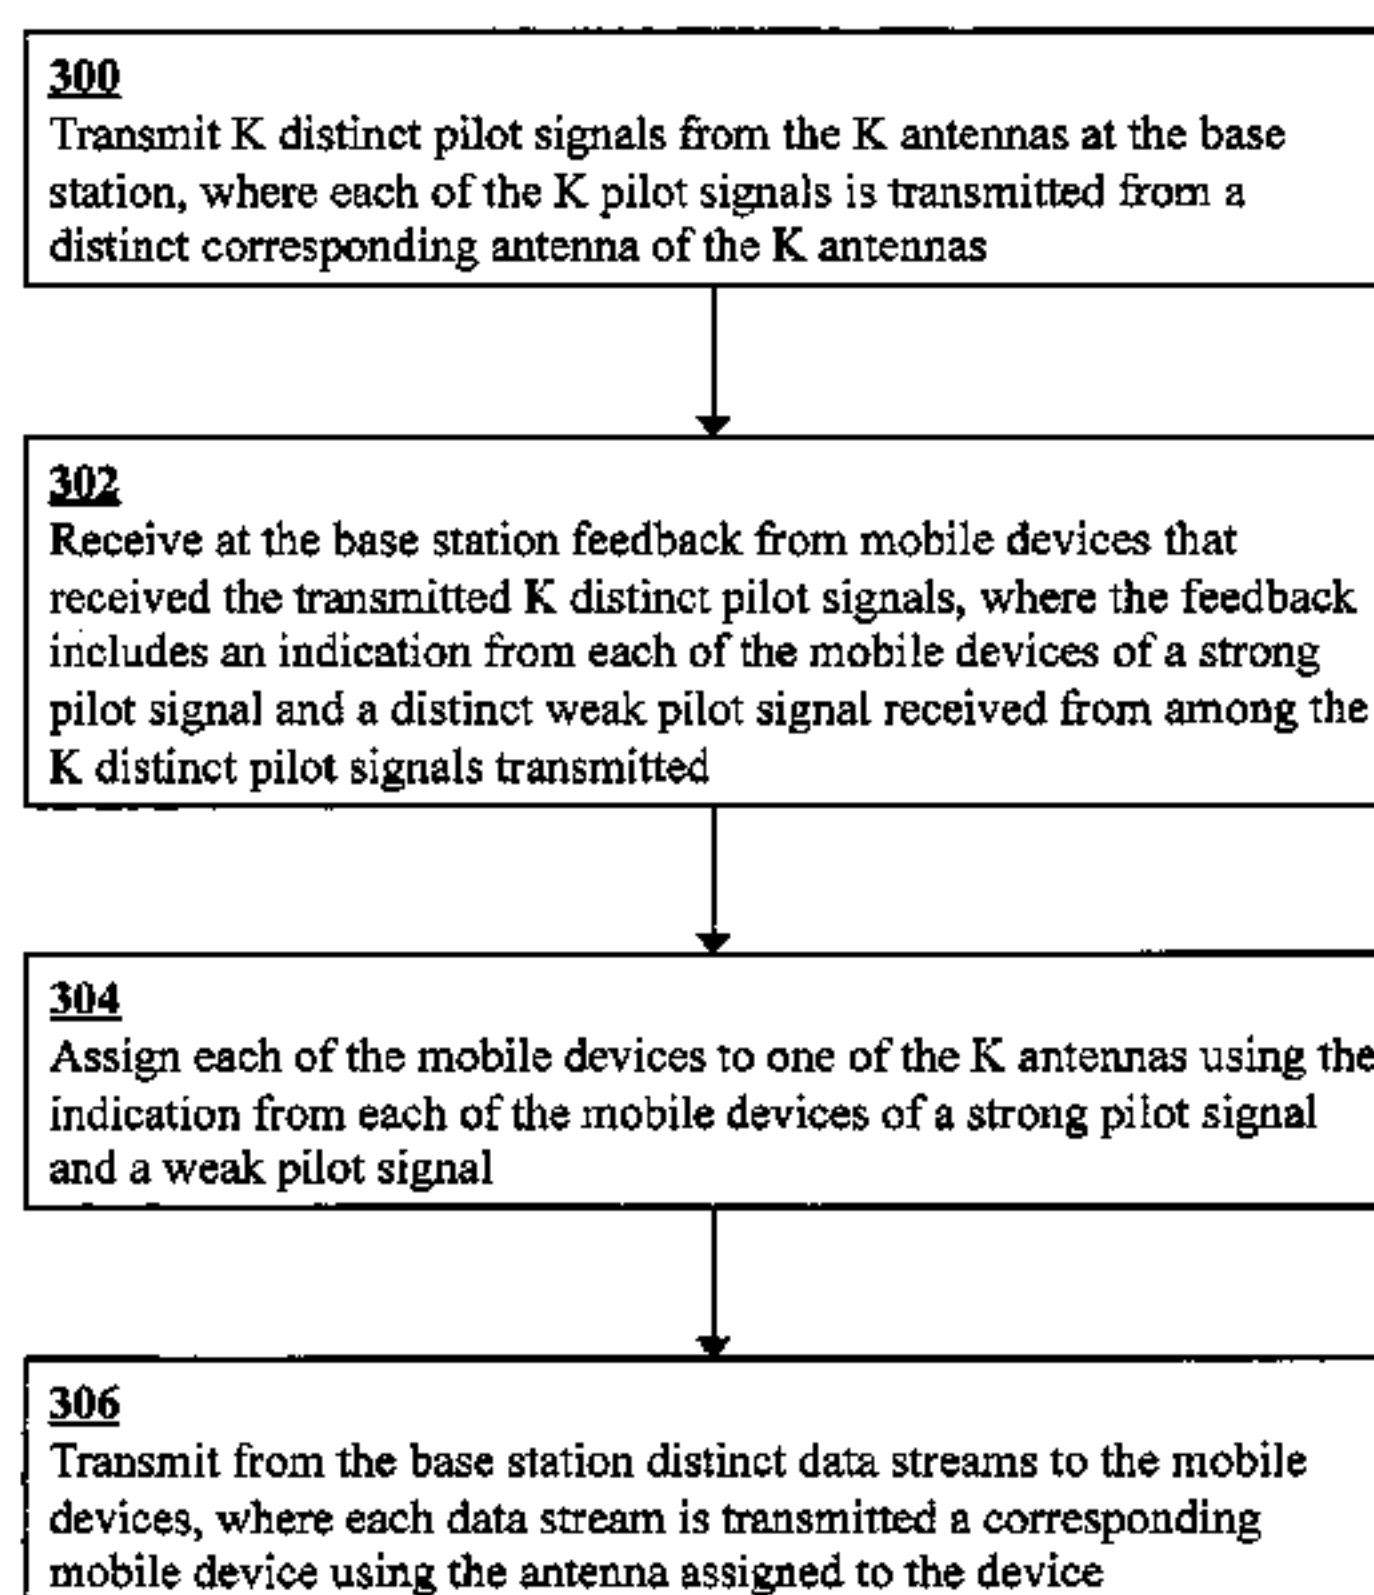 300
Transmit K distinct pilot signals from the K antennas at the base
station, where each of the K pilot signals is transmitted from a
distinct corresponding antenna of the K antennas
302
Receive at the base station feedback from mobile devices that
received the transmitted K distinct pilot signals, where the feedback
includes an indication from each of the mobile devices of a strong
pilot signal and a distinct weak pilot signal received from among the
K distinct pilot signals transmitted
304
Assign each of the mobile devices to one of the K antennas using the
indication from each of the mobile devices of a strong pilot signal
and a weak pilot signal
306
Transmit from the base station distinct data streams to the mobile
devices, where each data stream is transmitted a corresponding
mobile device using the antenna assigned to the device